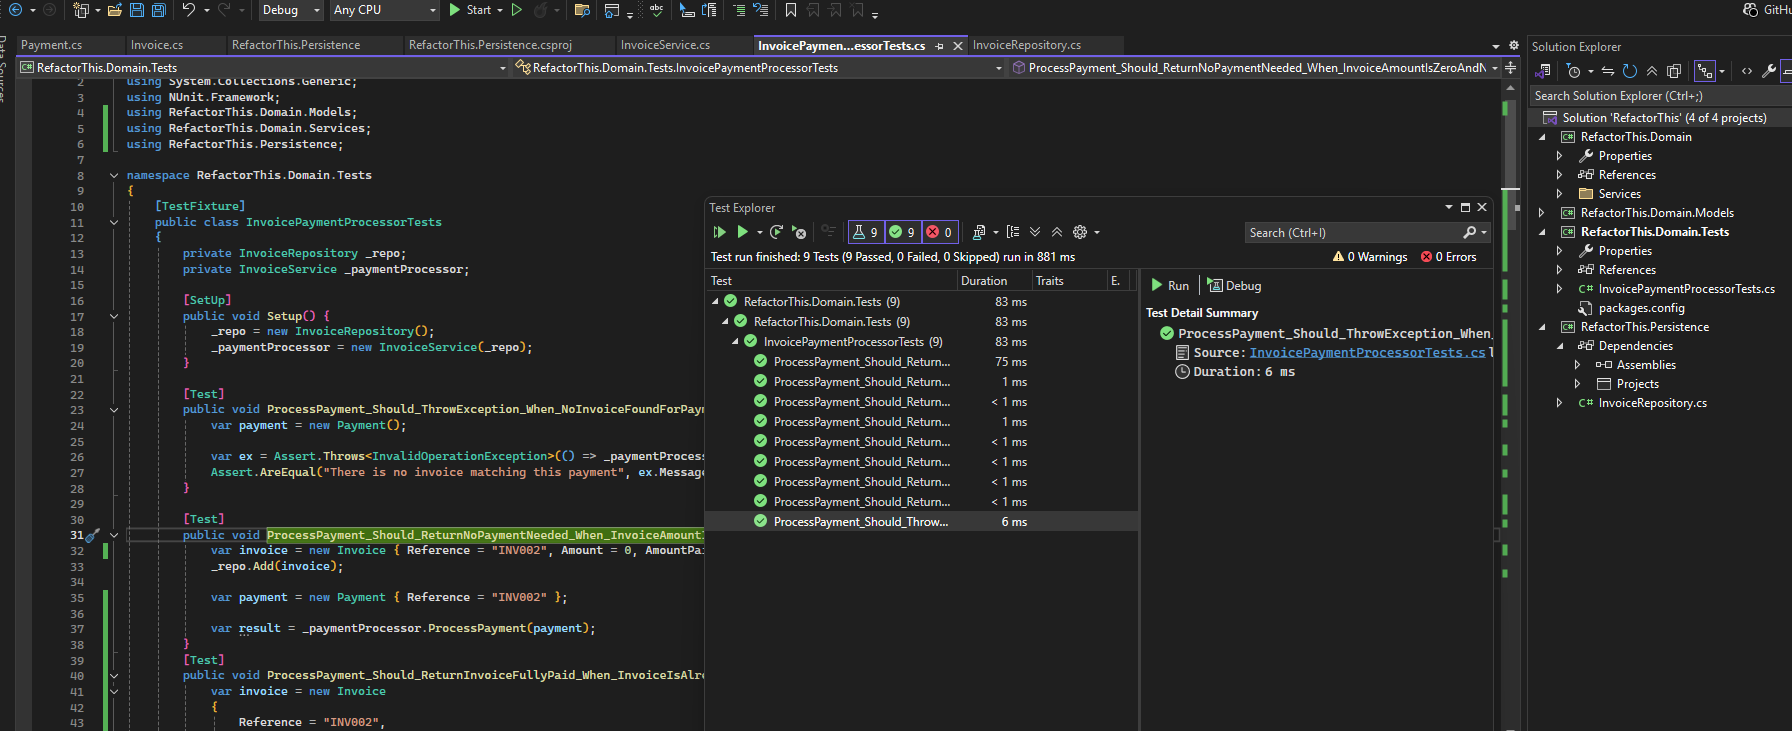 Debug
Any CPU
Start
GitHu
Data Sources
Payment.cs
Invoice.cs
RefactorThis.Persistence
RefactorThis.Persistence.csproj
InvoiceService.cs
InvoicePaymen...essorTests.cs
InvoiceRepository.cs
RefactorThis.Domain.Tests
RefactorThis.Domain.Tests.InvoicePaymentProcessorTests
ProcessPayment_Should_ReturnNoPaymentNeeded_When_InvoiceAmountIsZeroAndN
2 using System.Collections.Generic;
3 using NUnit.Framework;
4 using RefactorThis.Domain.Models;
5 using RefactorThis.Domain.Services;
6 using RefactorThis.Persistence;
7
8 namespace RefactorThis.Domain.Tests
9 {
10 [TestFixture]
11 public class InvoicePaymentProcessorTests
12 {
13 private InvoiceRepository _repo;
14 private InvoiceService _paymentProcessor;
15
16 [SetUp]
17 public void Setup() {
18 _repo = new InvoiceRepository();
19 _paymentProcessor = new InvoiceService(_repo);
20 }
21
22 [Test]
23 public void ProcessPayment_Should_ThrowException_When_NoInvoiceFoundForPay
24 var payment = new Payment();
25
26 var ex = Assert.Throws<InvalidOperationException>(() => _paymentProces
27 Assert.AreEqual("There is no invoice matching this payment", ex.Message
28 }
29
30 [Test]
31 public void ProcessPayment_Should_ReturnNoPaymentNeeded_When_InvoiceAmountI
32 var invoice = new Invoice { Reference = "INV002", Amount = 0, AmountPai
33 _repo.Add(invoice);
34
35 var payment = new Payment { Reference = "INV002" };
36
37 var result = _paymentProcessor.ProcessPayment(payment);
38 }
39 [Test]
40 public void ProcessPayment_Should_ReturnInvoiceFullyPaid_When_InvoiceIsAlre
41 var invoice = new Invoice
42 {
43 Reference = "INV002",
Test Explorer
9 9 0
Search (Ctrl+I)
Test run finished: 9 Tests (9 Passed, 0 Failed, 0 Skipped) run in 881 ms
0 Warnings
0 Errors
Test Duration Traits E.
RefactorThis.Domain.Tests (9) 83 ms
RefactorThis.Domain.Tests (9) 83 ms
InvoicePaymentProcessorTests (9) 83 ms
ProcessPayment_Should_Return... 75 ms
ProcessPayment_Should_Return... 1 ms
ProcessPayment_Should_Return... < 1 ms
ProcessPayment_Should_Return... 1 ms
ProcessPayment_Should_Return... < 1 ms
ProcessPayment_Should_Return... < 1 ms
ProcessPayment_Should_Return... < 1 ms
ProcessPayment_Should_Return... < 1 ms
ProcessPayment_Should_Throw... 6 ms
Run
Debug
Test Detail Summary
ProcessPayment_Should_ThrowException_When_
Source: InvoicePaymentProcessorTests.cs l
Duration: 6 ms
Solution Explorer
Search Solution Explorer (Ctrl+;)
Solution 'RefactorThis' (4 of 4 projects)
RefactorThis.Domain
Properties
References
Services
RefactorThis.Domain.Models
RefactorThis.Domain.Tests
Properties
References
InvoicePaymentProcessorTests.cs
packages.config
RefactorThis.Persistence
Dependencies
Assemblies
Projects
InvoiceRepository.cs